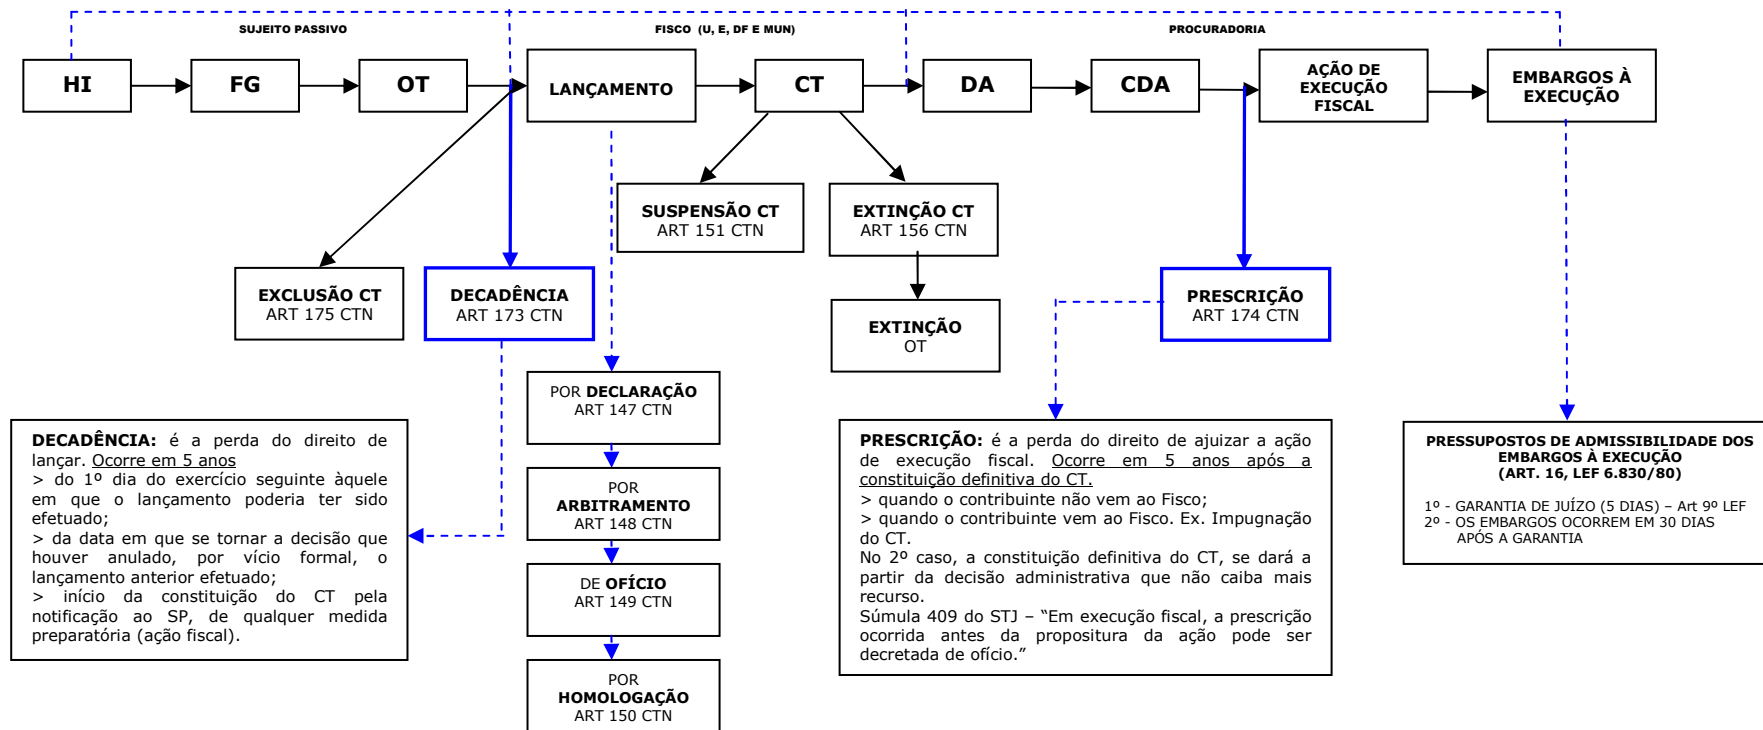 SUJEITO PASSIVO
FISCO (U, E, DF E MUN)
PROCURADORIA
HI
FG
OT
LANÇAMENTO
CT
DA
CDA
AÇÃO DE
EXECUÇÃO
FISCAL
EMBARGOS À
EXECUÇÃO
SUSPENSÃO CT
ART 151 CTN
EXTINÇÃO CT
ART 156 CTN
EXCLUSÃO CT
ART 175 CTN
DECADÊNCIA
ART 173 CTN
EXTINÇÃO
OT
PRESCRIÇÃO
ART 174 CTN
POR DECLARAÇÃO
ART 147 CTN
POR
ARBITRAMENTO
ART 148 CTN
DE OFÍCIO
ART 149 CTN
POR
HOMOLOGAÇÃO
ART 150 CTN
DECADÊNCIA: é a perda do direito de
lançar. Ocorre em 5 anos
> do 1º dia do exercício seguinte àquele
em que o lançamento poderia ter sido
efetuado;
> da data em que se tornar a decisão que
houver anulado, por vício formal, o
lançamento anterior efetuado;
> início da constituição do CT pela
notificação ao SP, de qualquer medida
preparatória (ação fiscal).
PRESCRIÇÃO: é a perda do direito de ajuizar a ação
de execução fiscal. Ocorre em 5 anos após a
constituição definitiva do CT.
> quando o contribuinte não vem ao Fisco;
> quando o contribuinte vem ao Fisco. Ex. Impugnação
do CT.
No 2º caso, a constituição definitiva do CT, se dará a
partir da decisão administrativa que não caiba mais
recurso.
Súmula 409 do STJ – “Em execução fiscal, a prescrição
ocorrida antes da propositura da ação pode ser
decretada de ofício.”
PRESSUPOSTOS DE ADMISSIBILIDADE DOS
EMBARGOS À EXECUÇÃO
(ART. 16, LEF 6.830/80)
1º - GARANTIA DE JUÍZO (5 DIAS) – Art 9º LEF
2º - OS EMBARGOS OCORREM EM 30 DIAS
APÓS A GARANTIA